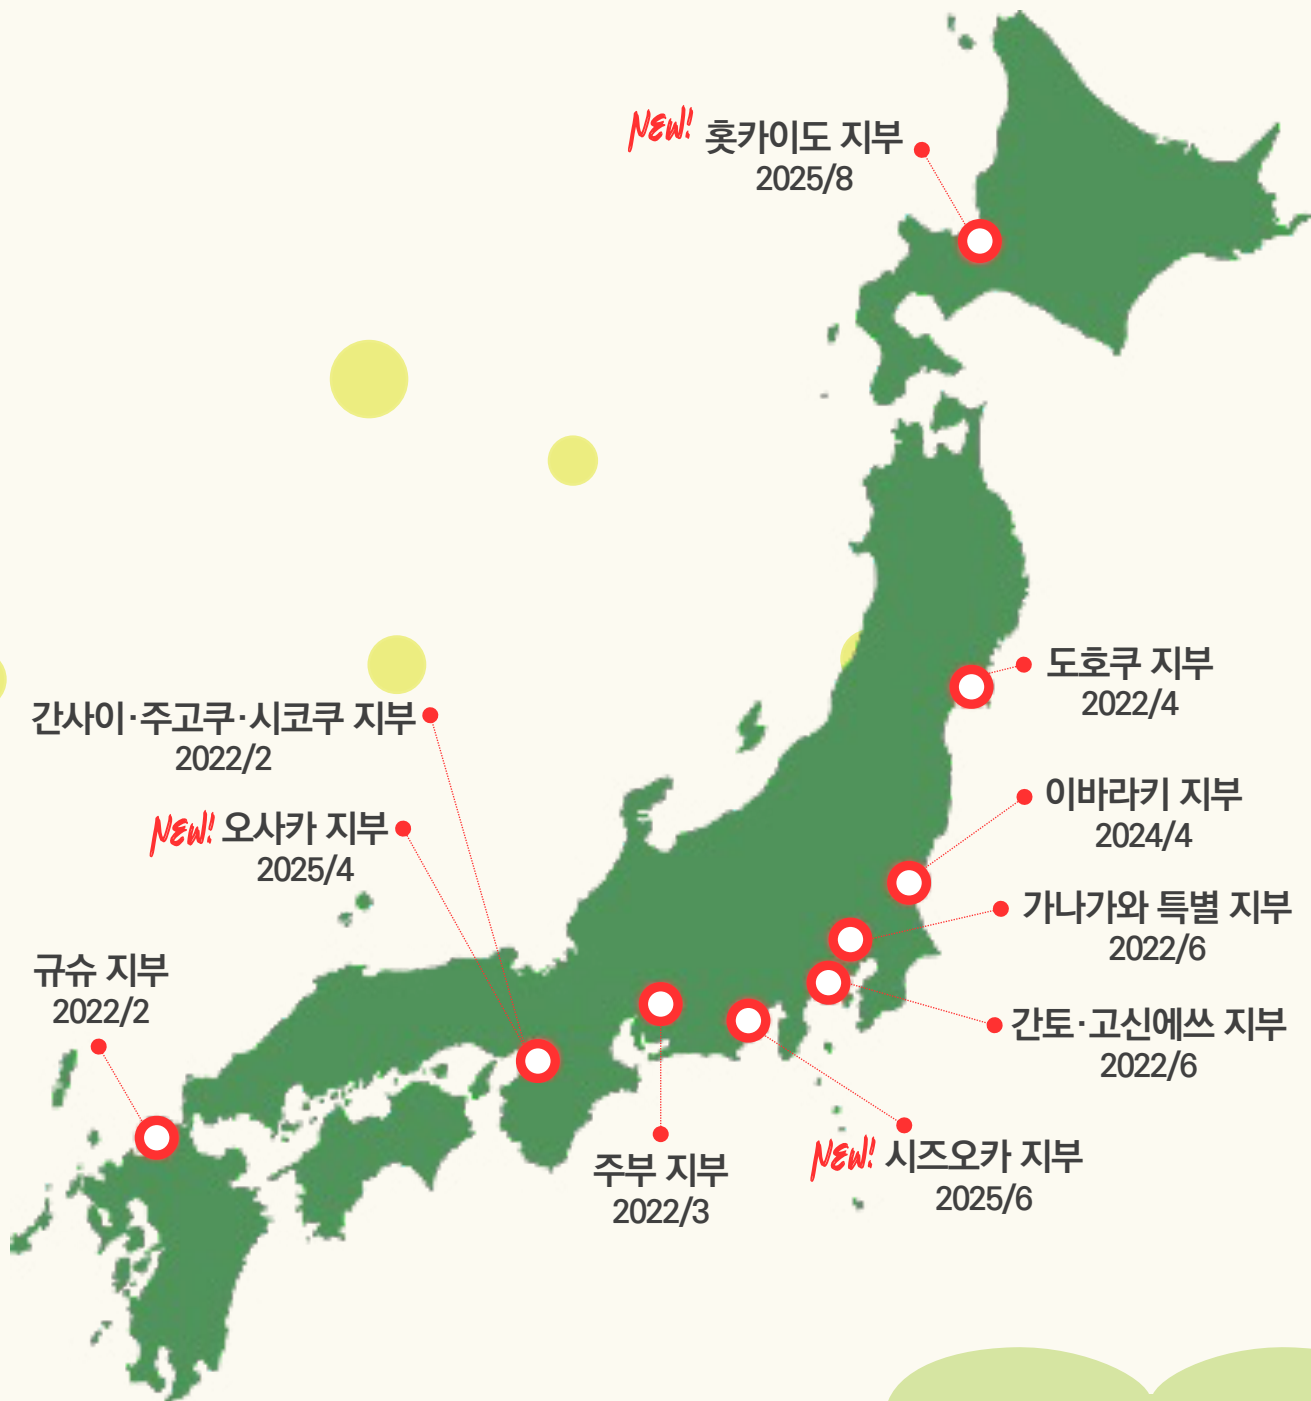 NEW! 홋카이도 지부
2025/8
도호쿠 지부
2022/4
간사이·주고쿠·시코쿠 지부
2022/2
이바라키 지부
2024/4
NEW! 오사카 지부
2025/4
가나가와 특별 지부
2022/6
규슈 지부
2022/2
간토·고신에쓰 지부
2022/6
주부 지부
2022/3
NEW! 시즈오카 지부
2025/6